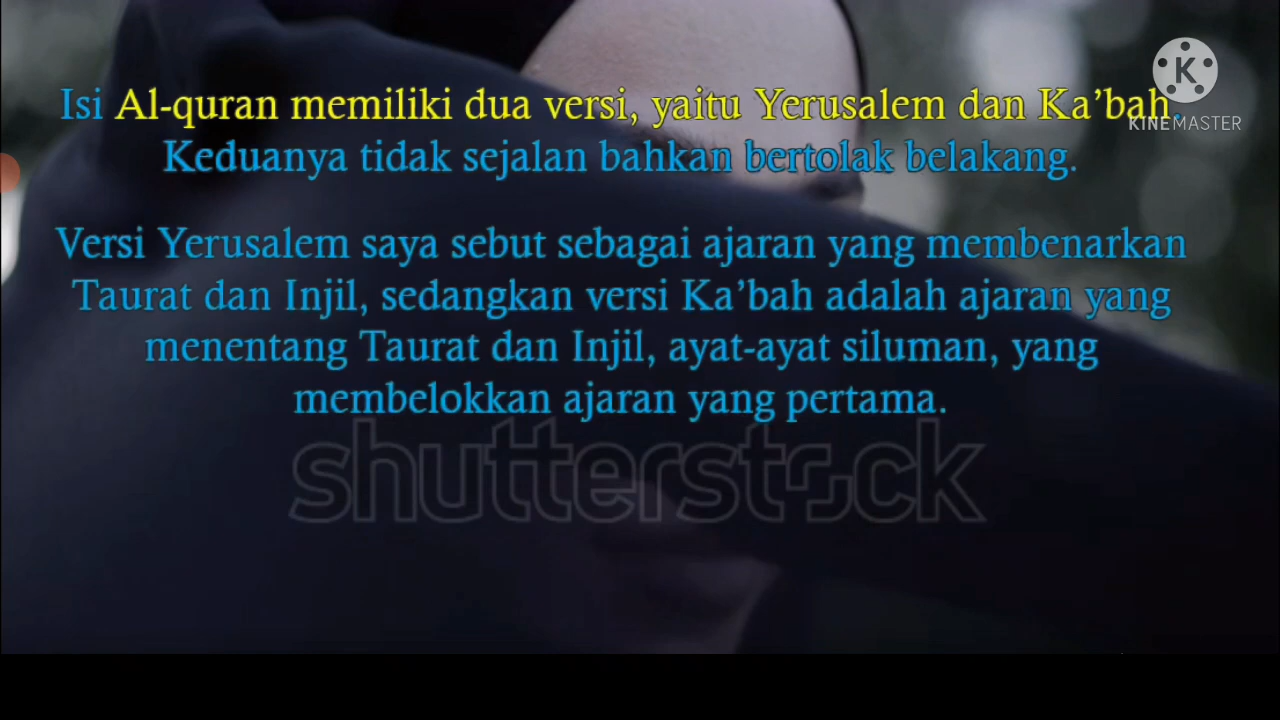 Isi Al-quran memiliki dua versi, yaitu Yerusalem dan Ka’bah.
Keduanya tidak sejalan bahkan bertolak belakang.
Versi Yerusalem saya sebut sebagai ajaran yang membenarkan
Taurat dan Injil, sedangkan versi Ka’bah adalah ajaran yang
menentang Taurat dan Injil, ayat-ayat siluman, yang
membelokkan ajaran yang pertama.
K
KINEMASTER
shutterstock